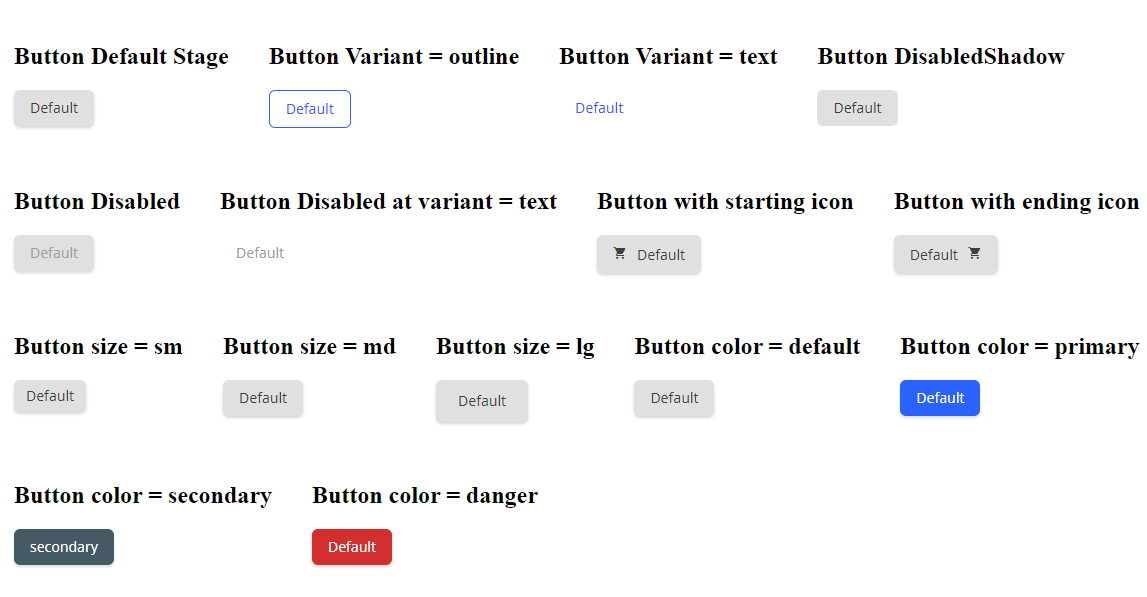 Button Default Stage
Button Variant = outline
Button Variant = text
Button DisabledShadow
Default
Default
Default
Default
Button Disabled
Button Disabled at variant = text
Button with starting icon
Button with ending icon
Default
Default
Default
Default
Button size = sm
Button size = md
Button size = lg
Button color = default
Button color = primary
Default
Default
Default
Default
Default
Button color = secondary
Button color = danger
secondary
Default